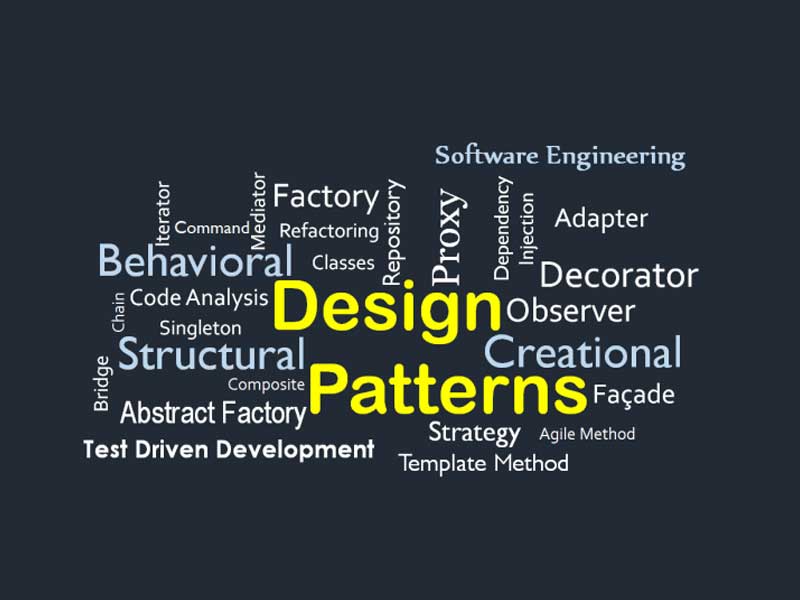 Software Engineering
Iterator
Command
Mediator
Factory
Refactoring
Repository
Proxy
Dependency
Injection
Adapter
Behavioral
Classes
Decorator
Chain
Code Analysis
Design
Observer
Singleton
Structural
Creational
Bridge
Composite
Patterns
Façade
Abstract Factory
Strategy
Agile Method
Test Driven Development
Template Method